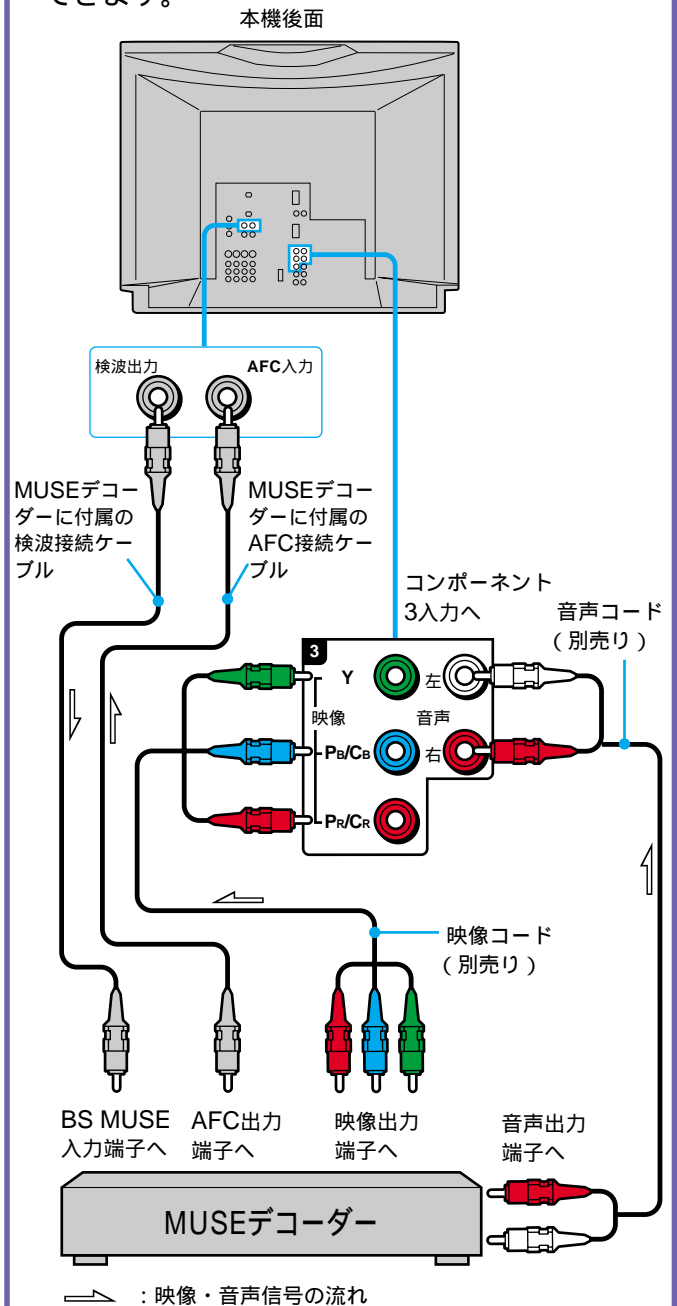 できます。
本機後面
検波出力
AFC入力
MUSEデコー
ダーに付属の
検波接続ケー
ブル
MUSEデコー
ダーに付属の
AFC接続ケー
ブル
コンポーネント
3入力へ
音声コード
(別売り)
3
Y
左
映像
音声
PB/CB
右
PR/CR
映像コード
(別売り)
BS MUSE
入力端子へ
AFC出力
端子へ
映像出力
端子へ
音声出力
端子へ
MUSEデコーダー
:映像・音声信号の流れ